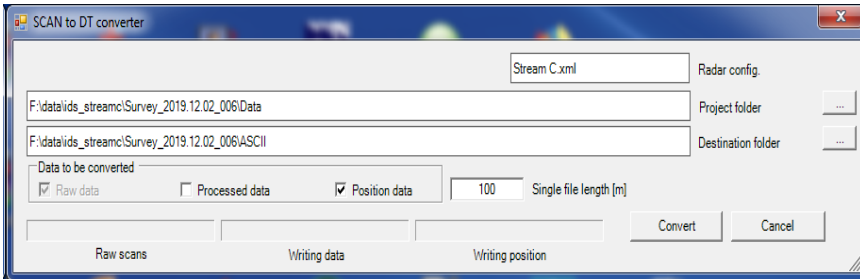 SCAN to DT converter
x
Stream C.xml Radar config.
F:\data\ids_streamc\Survey_2019.12.02_006\Data Project folder ...
F:\data\ids_streamc\Survey_2019.12.02_006\ASCII Destination folder ...
Data to be converted
Raw data Processed data Position data 100 Single file length [m]
Convert Cancel
Raw scans Writing data Writing position